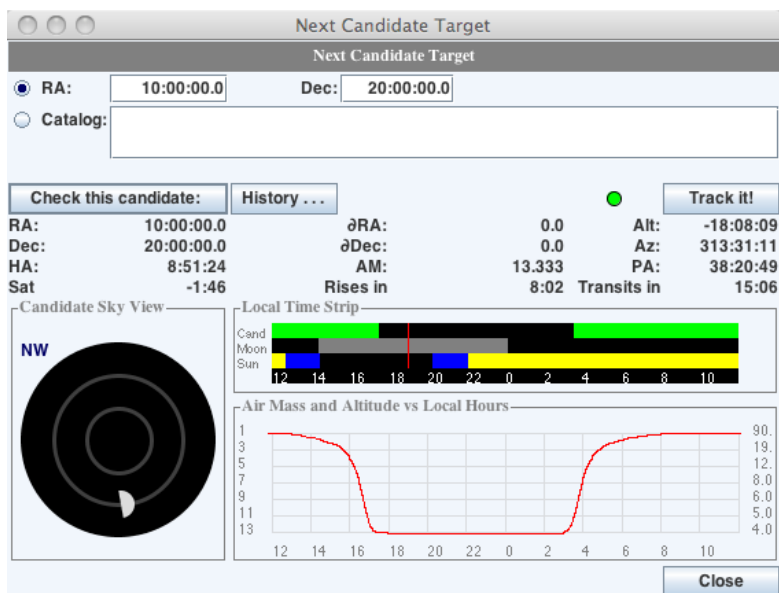 Next Candidate Target
Next Candidate Target
RA: 10:00:00.0 Dec: 20:00:00.0
Catalog:
Check this candidate: History . . . Track it!
RA: 10:00:00.0 ∂RA: 0.0 Alt: -18:08:09
Dec: 20:00:00.0 ∂Dec: 0.0 Az: 313:31:11
HA: 8:51:24 AM: 13.333 PA: 38:20:49
Sat -1:46 Rises in 8:02 Transits in 15:06
Candidate Sky View
NW
Local Time Strip
Cand
Moon
Sun
12 14 16 18 20 22 0 2 4 6 8 10
Air Mass and Altitude vs Local Hours
1 90.
3 19.
5 12.
7 8.0
9 6.0
11 5.0
13 4.0
12 14 16 18 20 22 0 2 4 6 8 10
Close